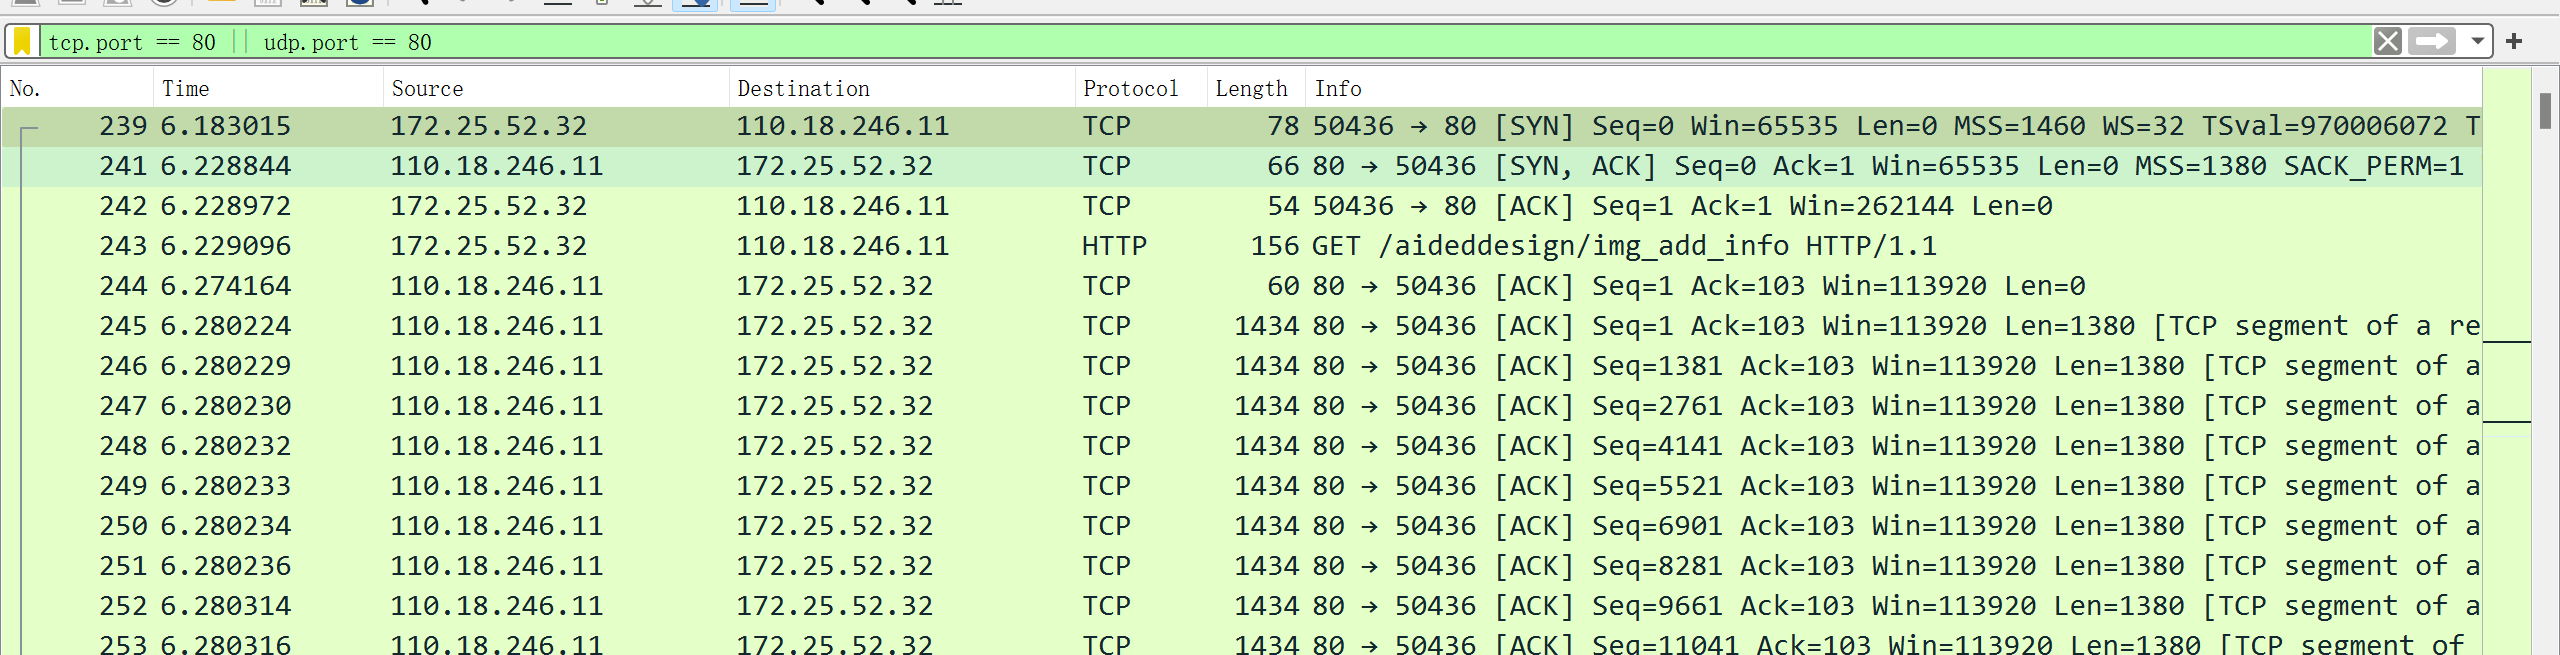 tcp.port == 80 || udp.port == 80
No. Time Source Destination Protocol Length Info
239 6.183015 172.25.52.32 110.18.246.11 TCP 78 50436 → 80 [SYN] Seq=0 Win=65535 Len=0 MSS=1460 WS=32 TSval=970006072 T
241 6.228844 110.18.246.11 172.25.52.32 TCP 66 80 → 50436 [SYN, ACK] Seq=0 Ack=1 Win=65535 Len=0 MSS=1380 SACK_PERM=1
242 6.228972 172.25.52.32 110.18.246.11 TCP 54 50436 → 80 [ACK] Seq=1 Ack=1 Win=262144 Len=0
243 6.229096 172.25.52.32 110.18.246.11 HTTP 156 GET /aideddesign/img_add_info HTTP/1.1
244 6.274164 110.18.246.11 172.25.52.32 TCP 60 80 → 50436 [ACK] Seq=1 Ack=103 Win=113920 Len=0
245 6.280224 110.18.246.11 172.25.52.32 TCP 1434 80 → 50436 [ACK] Seq=1 Ack=103 Win=113920 Len=1380 [TCP segment of a re
246 6.280229 110.18.246.11 172.25.52.32 TCP 1434 80 → 50436 [ACK] Seq=1381 Ack=103 Win=113920 Len=1380 [TCP segment of a
247 6.280230 110.18.246.11 172.25.52.32 TCP 1434 80 → 50436 [ACK] Seq=2761 Ack=103 Win=113920 Len=1380 [TCP segment of a
248 6.280232 110.18.246.11 172.25.52.32 TCP 1434 80 → 50436 [ACK] Seq=4141 Ack=103 Win=113920 Len=1380 [TCP segment of a
249 6.280233 110.18.246.11 172.25.52.32 TCP 1434 80 → 50436 [ACK] Seq=5521 Ack=103 Win=113920 Len=1380 [TCP segment of a
250 6.280234 110.18.246.11 172.25.52.32 TCP 1434 80 → 50436 [ACK] Seq=6901 Ack=103 Win=113920 Len=1380 [TCP segment of a
251 6.280236 110.18.246.11 172.25.52.32 TCP 1434 80 → 50436 [ACK] Seq=8281 Ack=103 Win=113920 Len=1380 [TCP segment of a
252 6.280314 110.18.246.11 172.25.52.32 TCP 1434 80 → 50436 [ACK] Seq=9661 Ack=103 Win=113920 Len=1380 [TCP segment of a
253 6.280316 110.18.246.11 172.25.52.32 TCP 1434 80 → 50436 [ACK] Seq=11041 Ack=103 Win=113920 Len=1380 [TCP segment of